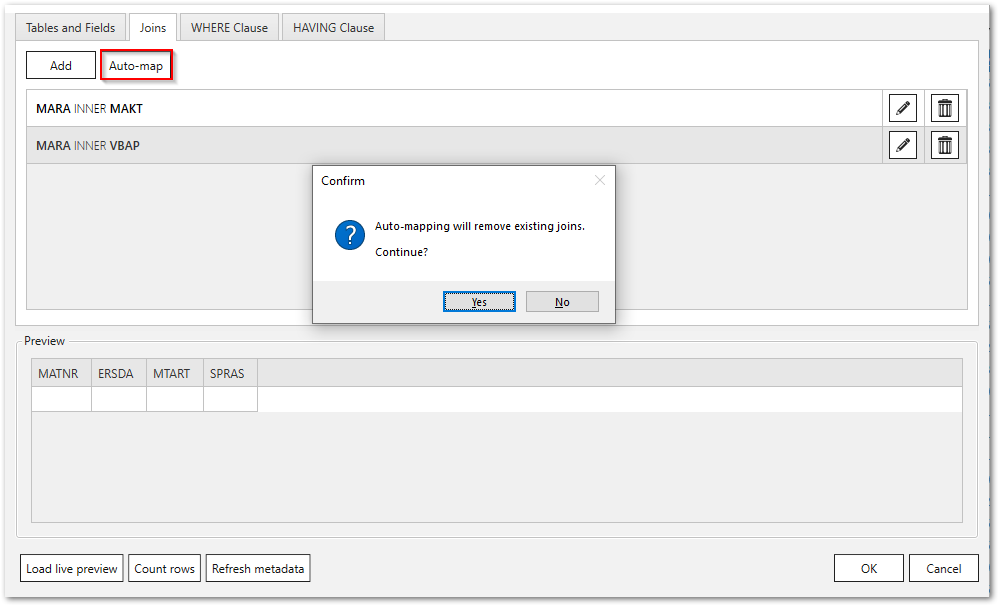 Tables and Fields Joins WHERE Clause HAVING Clause
Add Auto-map
MARA INNER MAKT
MARA INNER VBAP
Confirm
?
Auto-mapping will remove existing joins.
Continue?
Yes No
Preview
MATNR ERSDA MTART SPRAS
Load live preview Count rows Refresh metadata OK Cancel